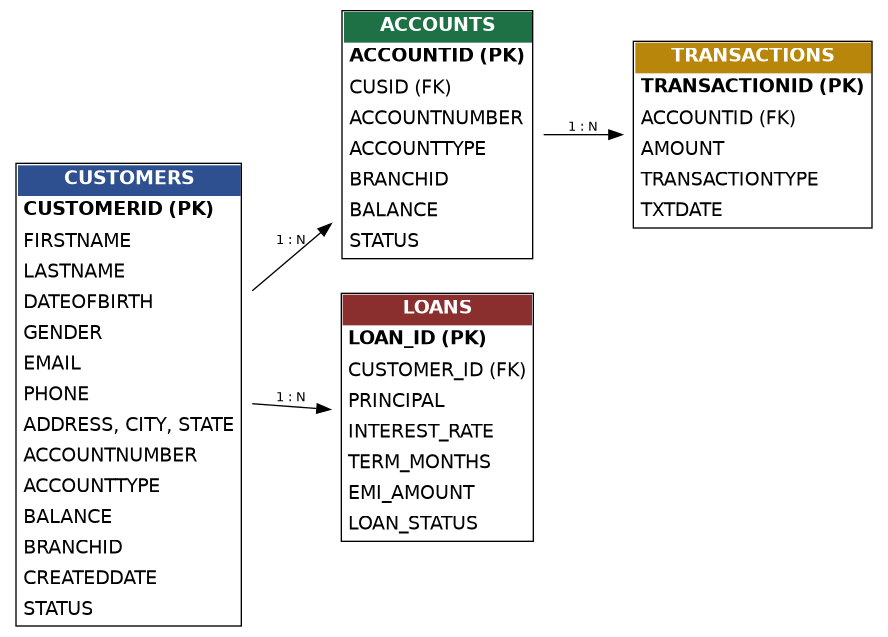 CUSTOMERS
CUSTOMERID (PK)
FIRSTNAME
LASTNAME
DATEOFBIRTH
GENDER
EMAIL
PHONE
ADDRESS, CITY, STATE
ACCOUNTNUMBER
ACCOUNTTYPE
BALANCE
BRANCHID
CREATEDDATE
STATUS
1 : N
1 : N
ACCOUNTS
ACCOUNTID (PK)
CUSID (FK)
ACCOUNTNUMBER
ACCOUNTTYPE
BRANCHID
BALANCE
STATUS
LOANS
LOAN_ID (PK)
CUSTOMER_ID (FK)
PRINCIPAL
INTEREST_RATE
TERM_MONTHS
EMI_AMOUNT
LOAN_STATUS
1 : N
TRANSACTIONS
TRANSACTIONID (PK)
ACCOUNTID (FK)
AMOUNT
TRANSACTIONTYPE
TXTDATE